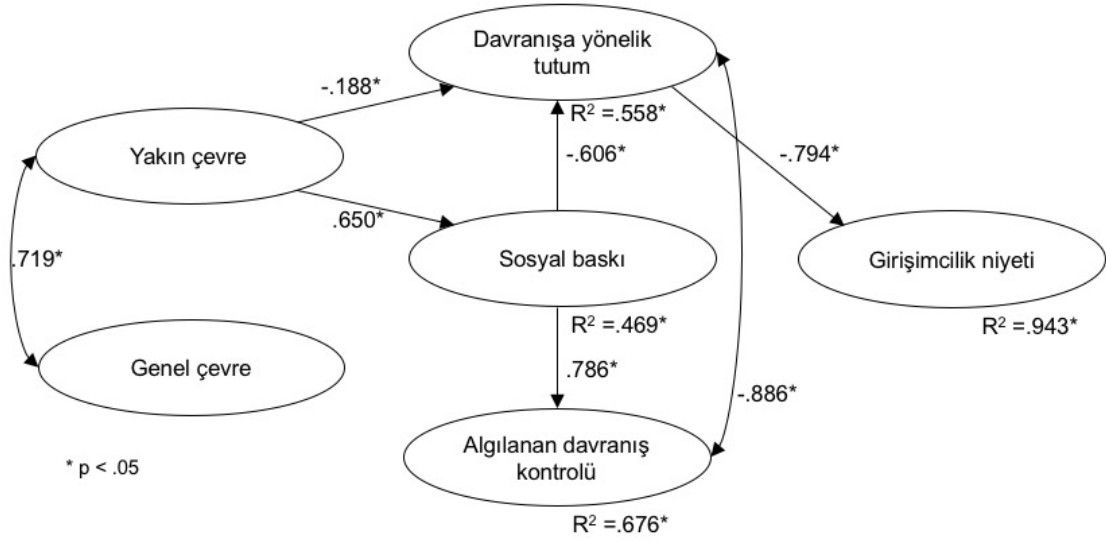 Davranışa yönelik
tutum
-.188*
R² =.558*
Yakın çevre
-.606*
-.794*
.650*
.719*
Sosyal baskı
Girişimcilik niyeti
R² =.469*
R² =.943*
Genel çevre
.786*
-.886*
Algılanan davranış
kontrolü
* p < .05
R² =.676*